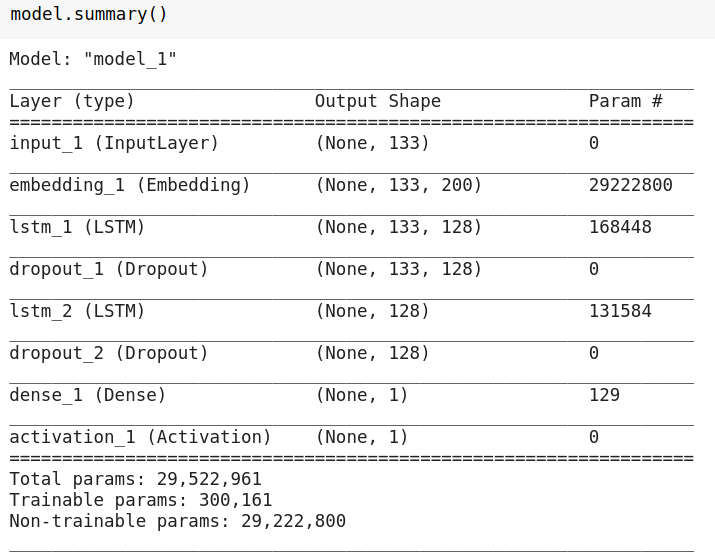 model.summary()
Model: "model_1"
_________________________________________________________________
Layer (type)                 Output Shape              Param #
=================================================================
input_1 (InputLayer)         (None, 133)               0
_________________________________________________________________
embedding_1 (Embedding)      (None, 133, 200)          29222800
_________________________________________________________________
lstm_1 (LSTM)                (None, 133, 128)          168448
_________________________________________________________________
dropout_1 (Dropout)          (None, 133, 128)          0
_________________________________________________________________
lstm_2 (LSTM)                (None, 128)               131584
_________________________________________________________________
dropout_2 (Dropout)          (None, 128)               0
_________________________________________________________________
dense_1 (Dense)              (None, 1)                 129
_________________________________________________________________
activation_1 (Activation)    (None, 1)                 0
=================================================================
Total params: 29,522,961
Trainable params: 300,161
Non-trainable params: 29,222,800
_________________________________________________________________